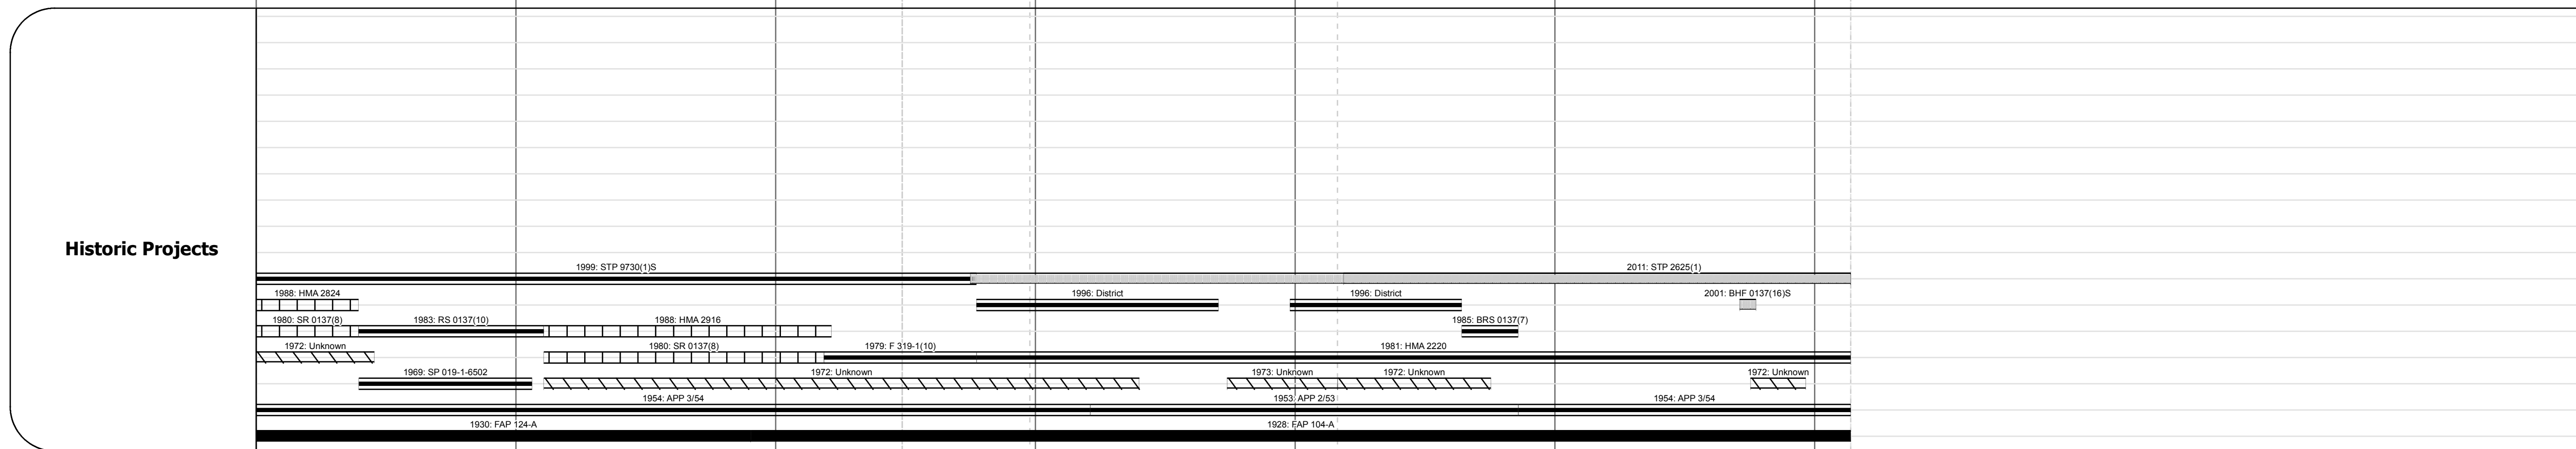 Historic Projects
1999: STP 9730(1)S
2011: STP 2625(1)
1988: HMA 2824
1996: District
1996: District
2001: BHF 0137(16)S
1980: SR 0137(8)
1983: RS 0137(10)
1988: HMA 2916
1985: BRS 0137(7)
1972: Unknown
1980: SR 0137(8)
1979: F 319-1(10)
1981: HMA 2220
1969: SP 019-1-6502
1972: Unknown
1973: Unknown
1972: Unknown
1972: Unknown
1954: APP 3/54
1953: APP 2/53
1954: APP 3/54
1930: FAP 124-A
1928: FAP 104-A